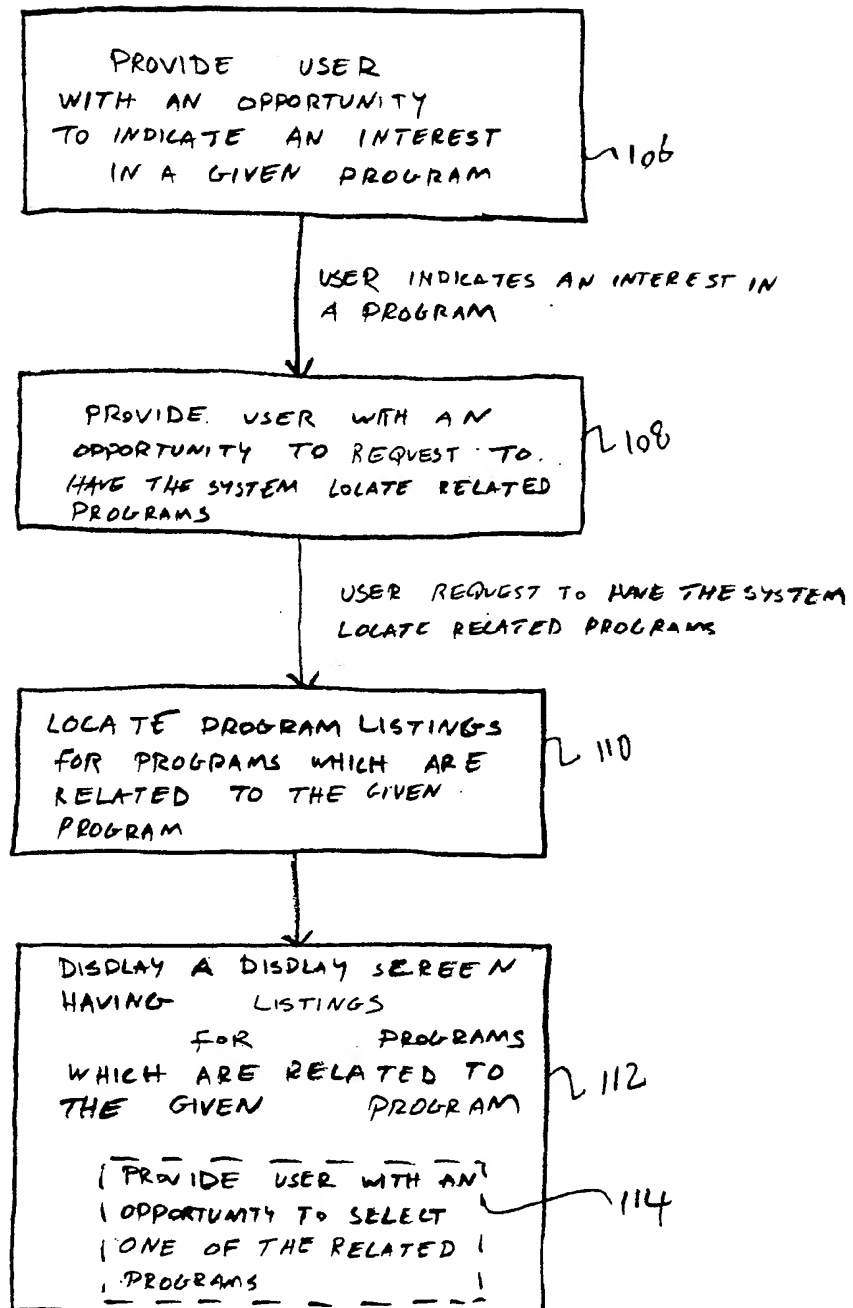 PROVIDE USER
WITH AN OPPORTUNITY
TO INDICATE AN INTEREST
IN A GIVEN PROGRAM
106
USER INDICATES AN INTEREST IN
A PROGRAM
PROVIDE USER WITH AN
OPPORTUNITY TO REQUEST TO
HAVE THE SYSTEM LOCATE RELATED
PROGRAMS
108
USER REQUEST TO HAVE THE SYSTEM
LOCATE RELATED PROGRAMS
LOCATE PROGRAM LISTINGS
FOR PROGRAMS WHICH ARE
RELATED TO THE GIVEN
PROGRAM
110
DISPLAY A DISPLAY SCREEN
HAVING LISTINGS
FOR PROGRAMS
WHICH ARE RELATED TO
THE GIVEN PROGRAM
112
PROVIDE USER WITH AN
OPPORTUNITY TO SELECT
ONE OF THE RELATED
PROGRAMS
114